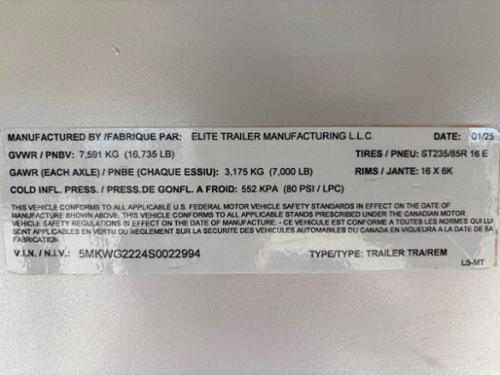 MANUFACTURED BY /FABRIQUE PAR: ELITE TRAILER MANUFACTURING L.L.C. DATE: 01/25
GVWR / PNBV: 7,591 KG (16,735 LB) TIRES / PNEU: ST235/85R 16 E
GAWR (EACH AXLE) / PNBE (CHAQUE ESSIU): 3,175 KG (7,000 LB) RIMS / JANTE: 16 X 6K
COLD INFL. PRESS. / PRESS.DE GONFL. A FROID: 552 KPA (80 PSI / LPC)
THIS VEHICLE CONFORMS TO ALL APPLICABLE U.S. FEDERAL MOTOR VEHICLE SAFETY STANDARDS IN EFFECT ON THE DATE OF
MANUFACTURE SHOWN ABOVE. THIS VEHICLE CONFORMS TO ALL APPLICABLE STANDS PRESCRIBED UNDER THE CANADIAN MOTOR
VEHICLE SAFETY REGULATIONS IN EFFECT ON THE DATE OF MANUFACTURE / CE VEHICULE EST CONFORME A TOUTES LES NORMES QUI LUI
SONT APPLICABLES EN VERTU DU REGLEMENT SUR LA SECURITE DES VEHICULES AUTOMOBILES DU CANADA EN VIGUEUR A LA DATE DE SA
FABRICATION
V.I.N. / N.I.V.: 5MKWG2224S0022994 TYPE/TYPE: TRAILER TRA/REM
LS-MT